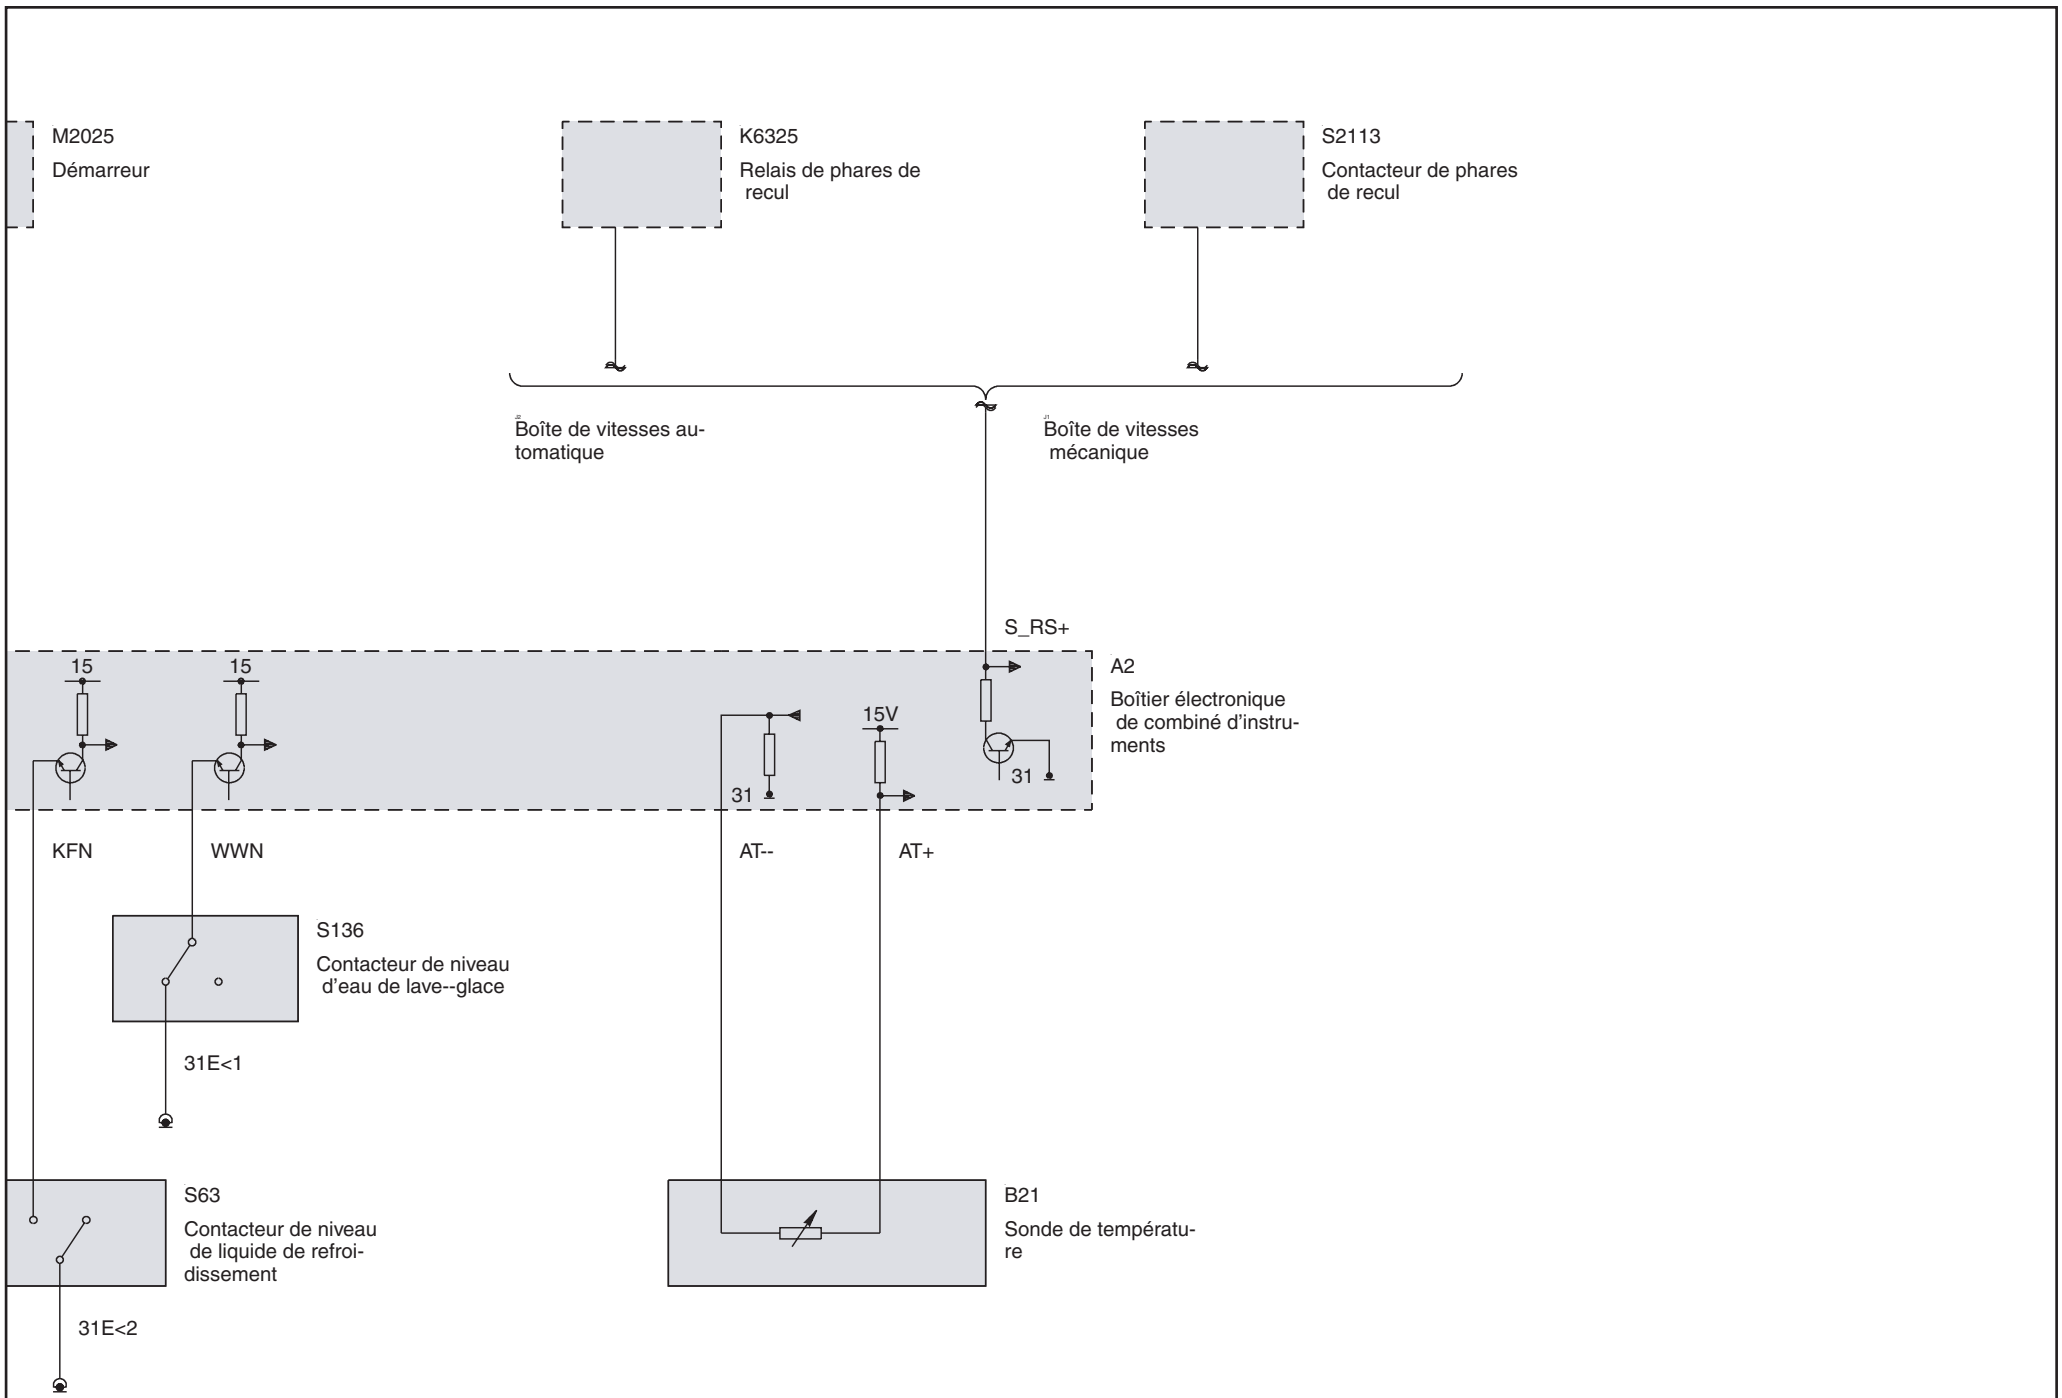 M2025
Démarreur
K6325
Relais de phares de
recul
S2113
Contacteur de phares
de recul
Boîte de vitesses au-
tomatique
Boîte de vitesses
mécanique
S_RS+
15
15
15V
31
31
A2
Boîtier électronique
de combiné d'instru-
ments
KFN
WWN
AT--
AT+
S136
Contacteur de niveau
d'eau de lave--glace
31E<1
S63
Contacteur de niveau
de liquide de refroi-
dissement
B21
Sonde de températu-
re
31E<2